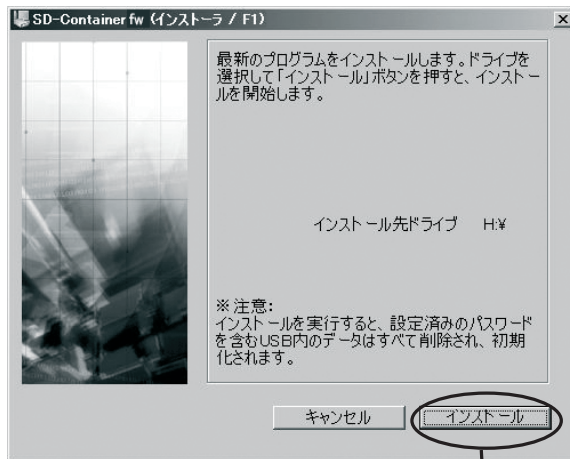 SD-Container fw (インストーラ / F1)
最新のプログラムをインストールします。ドライブを
選択して「インストール」ボタンを押すと、インストー
ルを開始します。
インストール先ドライブ H:¥
※注意:
インストールを実行すると、設定済みのパスワード
を含むUSB内のデータはすべて削除され、初期
化されます。
キャンセル
インストール